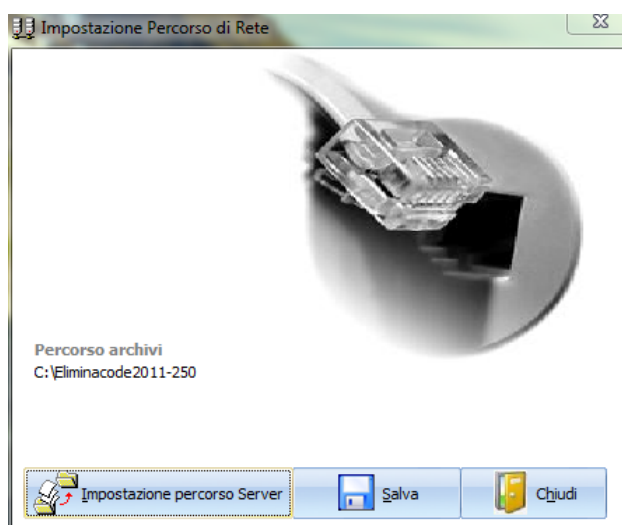 Impostazione Percorso di Rete
Percorso archivi
C:\Eliminacode2011-250
Impostazione percorso Server
Salva
Chiudi